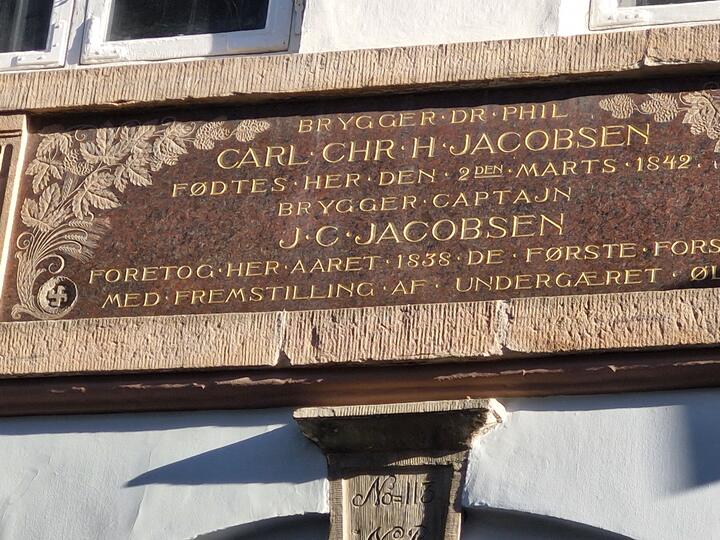 BRYGGER·DR·PHIL
CARL·CHR·H·JACOBSEN
FØDTES·HER·DEN·2DEN·MARTS·1842·
BRYGGER·CAPTAJN
J·C·JACOBSEN
FORETOG·HER·AARET·1838·DE·FØRSTE·FORS
MED·FREMSTILLING·AF·UNDERGÆRET·ØL
No=113